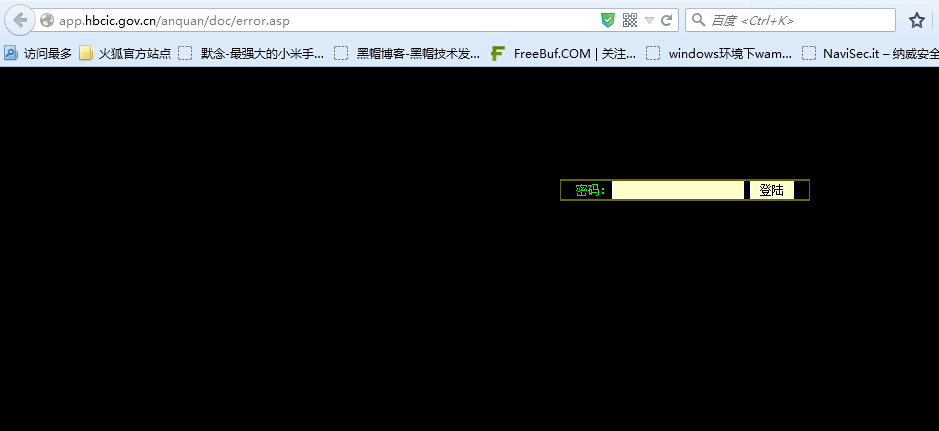 app.hbcic.gov.cn/anquan/doc/error.asp
百度 <Ctrl+K>
访问最多 火狐官方站点 默念-最强大的小米手... 黑帽博客-黑帽技术发... FreeBuf.COM | 关注... windows环境下wam... NaviSec.it – 纳威安全
密码: 登陆